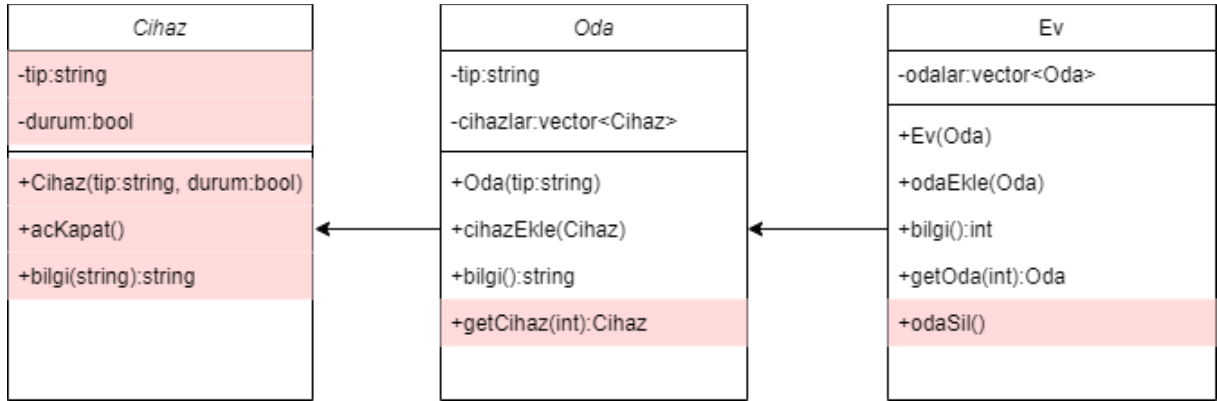 Cihaz
-tip:string
-durum:bool
+Cihaz(tip:string, durum:bool)
+acKapat()
+bilgi(string):string
Oda
-tip:string
-cihazlar:vector<Cihaz>
+Oda(tip:string)
+cihazEkle(Cihaz)
+bilgi():string
+getCihaz(int):Cihaz
Ev
-odalar:vector<Oda>
+Ev(Oda)
+odaEkle(Oda)
+bilgi():int
+getOda(int):Oda
+odaSil()